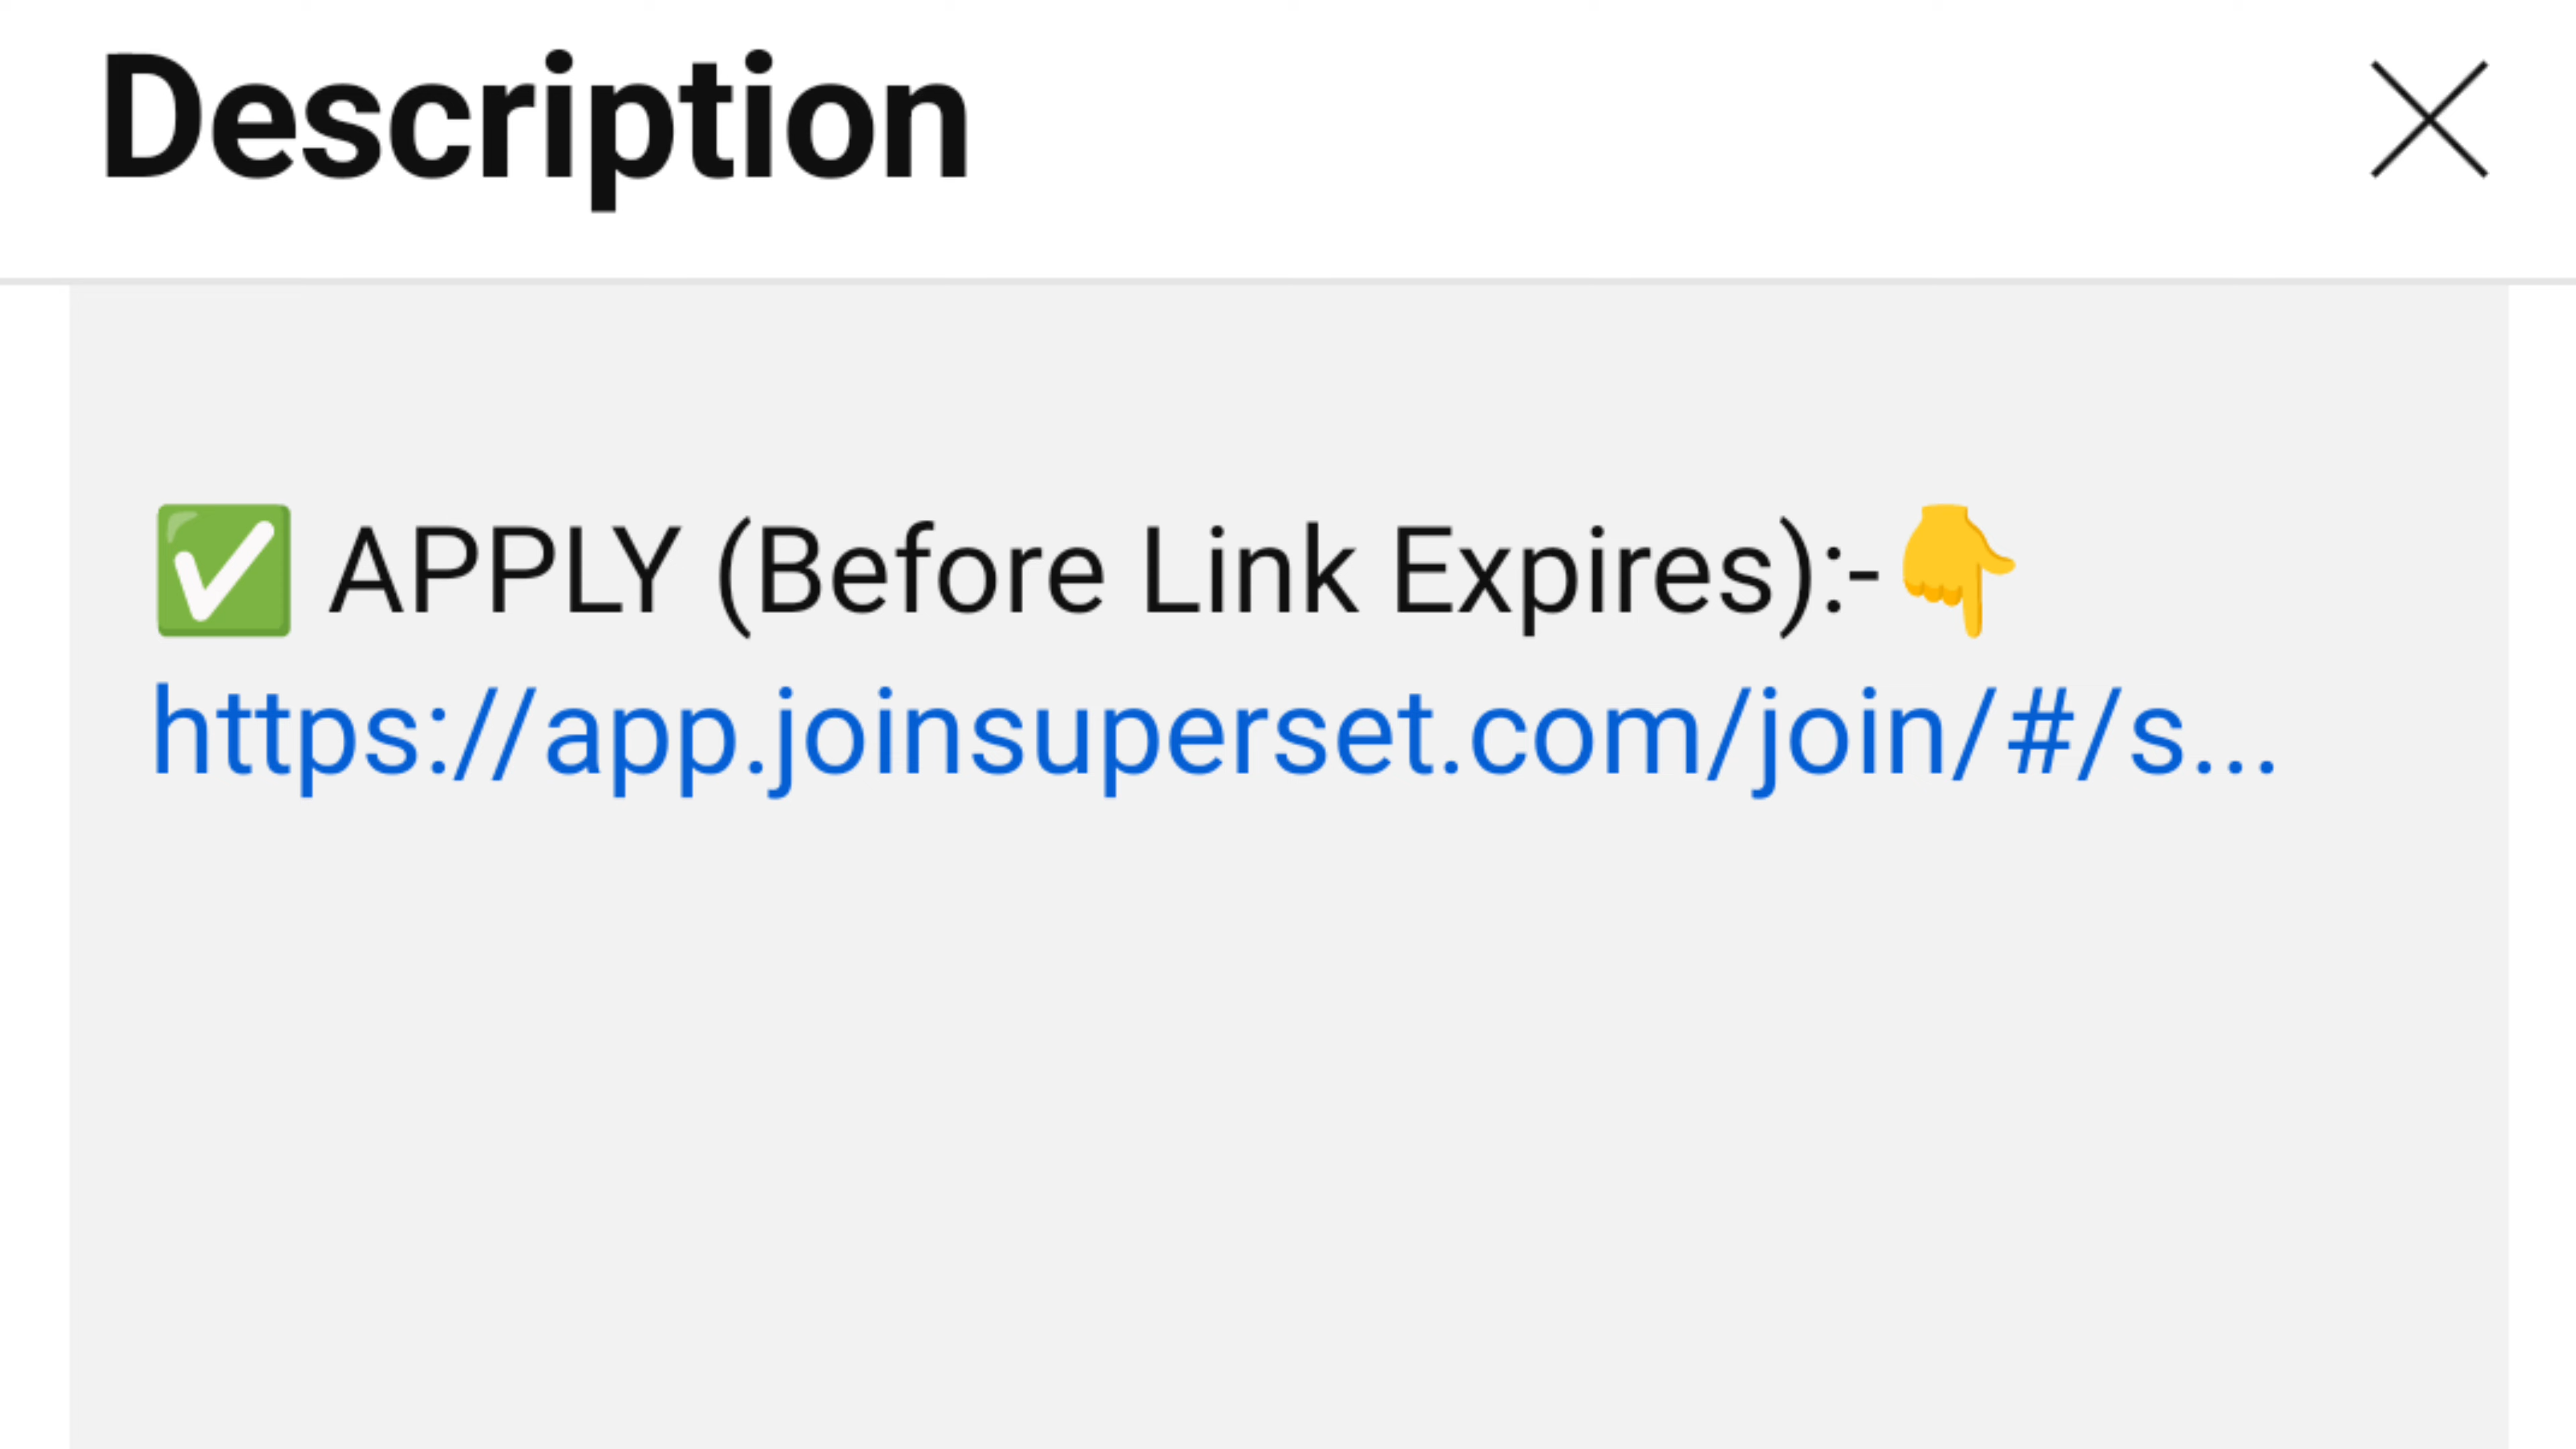 Description
✅ APPLY (Before Link Expires):-👇
https://app.joinsuperset.com/join/#/s...